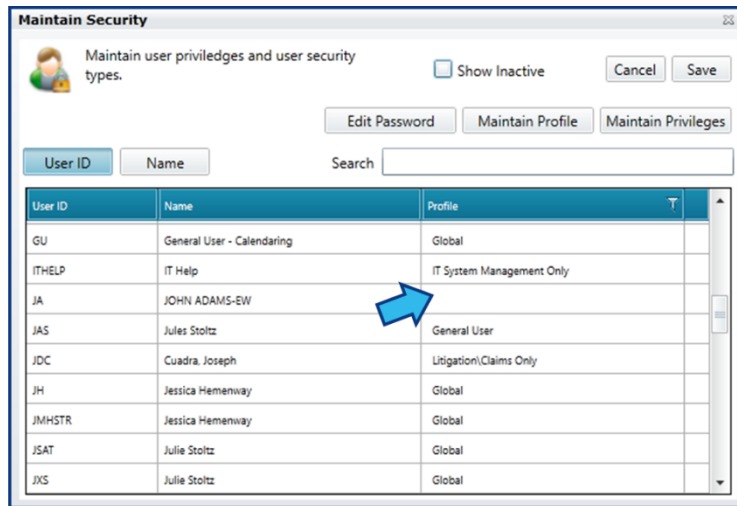 Maintain Security
Maintain user priviledges and user security
types.
Show Inactive
Cancel
Save
Edit Password
Maintain Profile
Maintain Privileges
User ID
Name
Search
User ID Name Profile
GU General User - Calendaring Global
ITHELP IT Help IT System Management Only
JA JOHN ADAMS-EW
JAS Jules Stoltz General User
JDC Cuadra, Joseph Litigation\Claims Only
JH Jessica Hemenway Global
JMHSTR Jessica Hemenway Global
JSAT Julie Stoltz Global
JXS Julie Stoltz Global